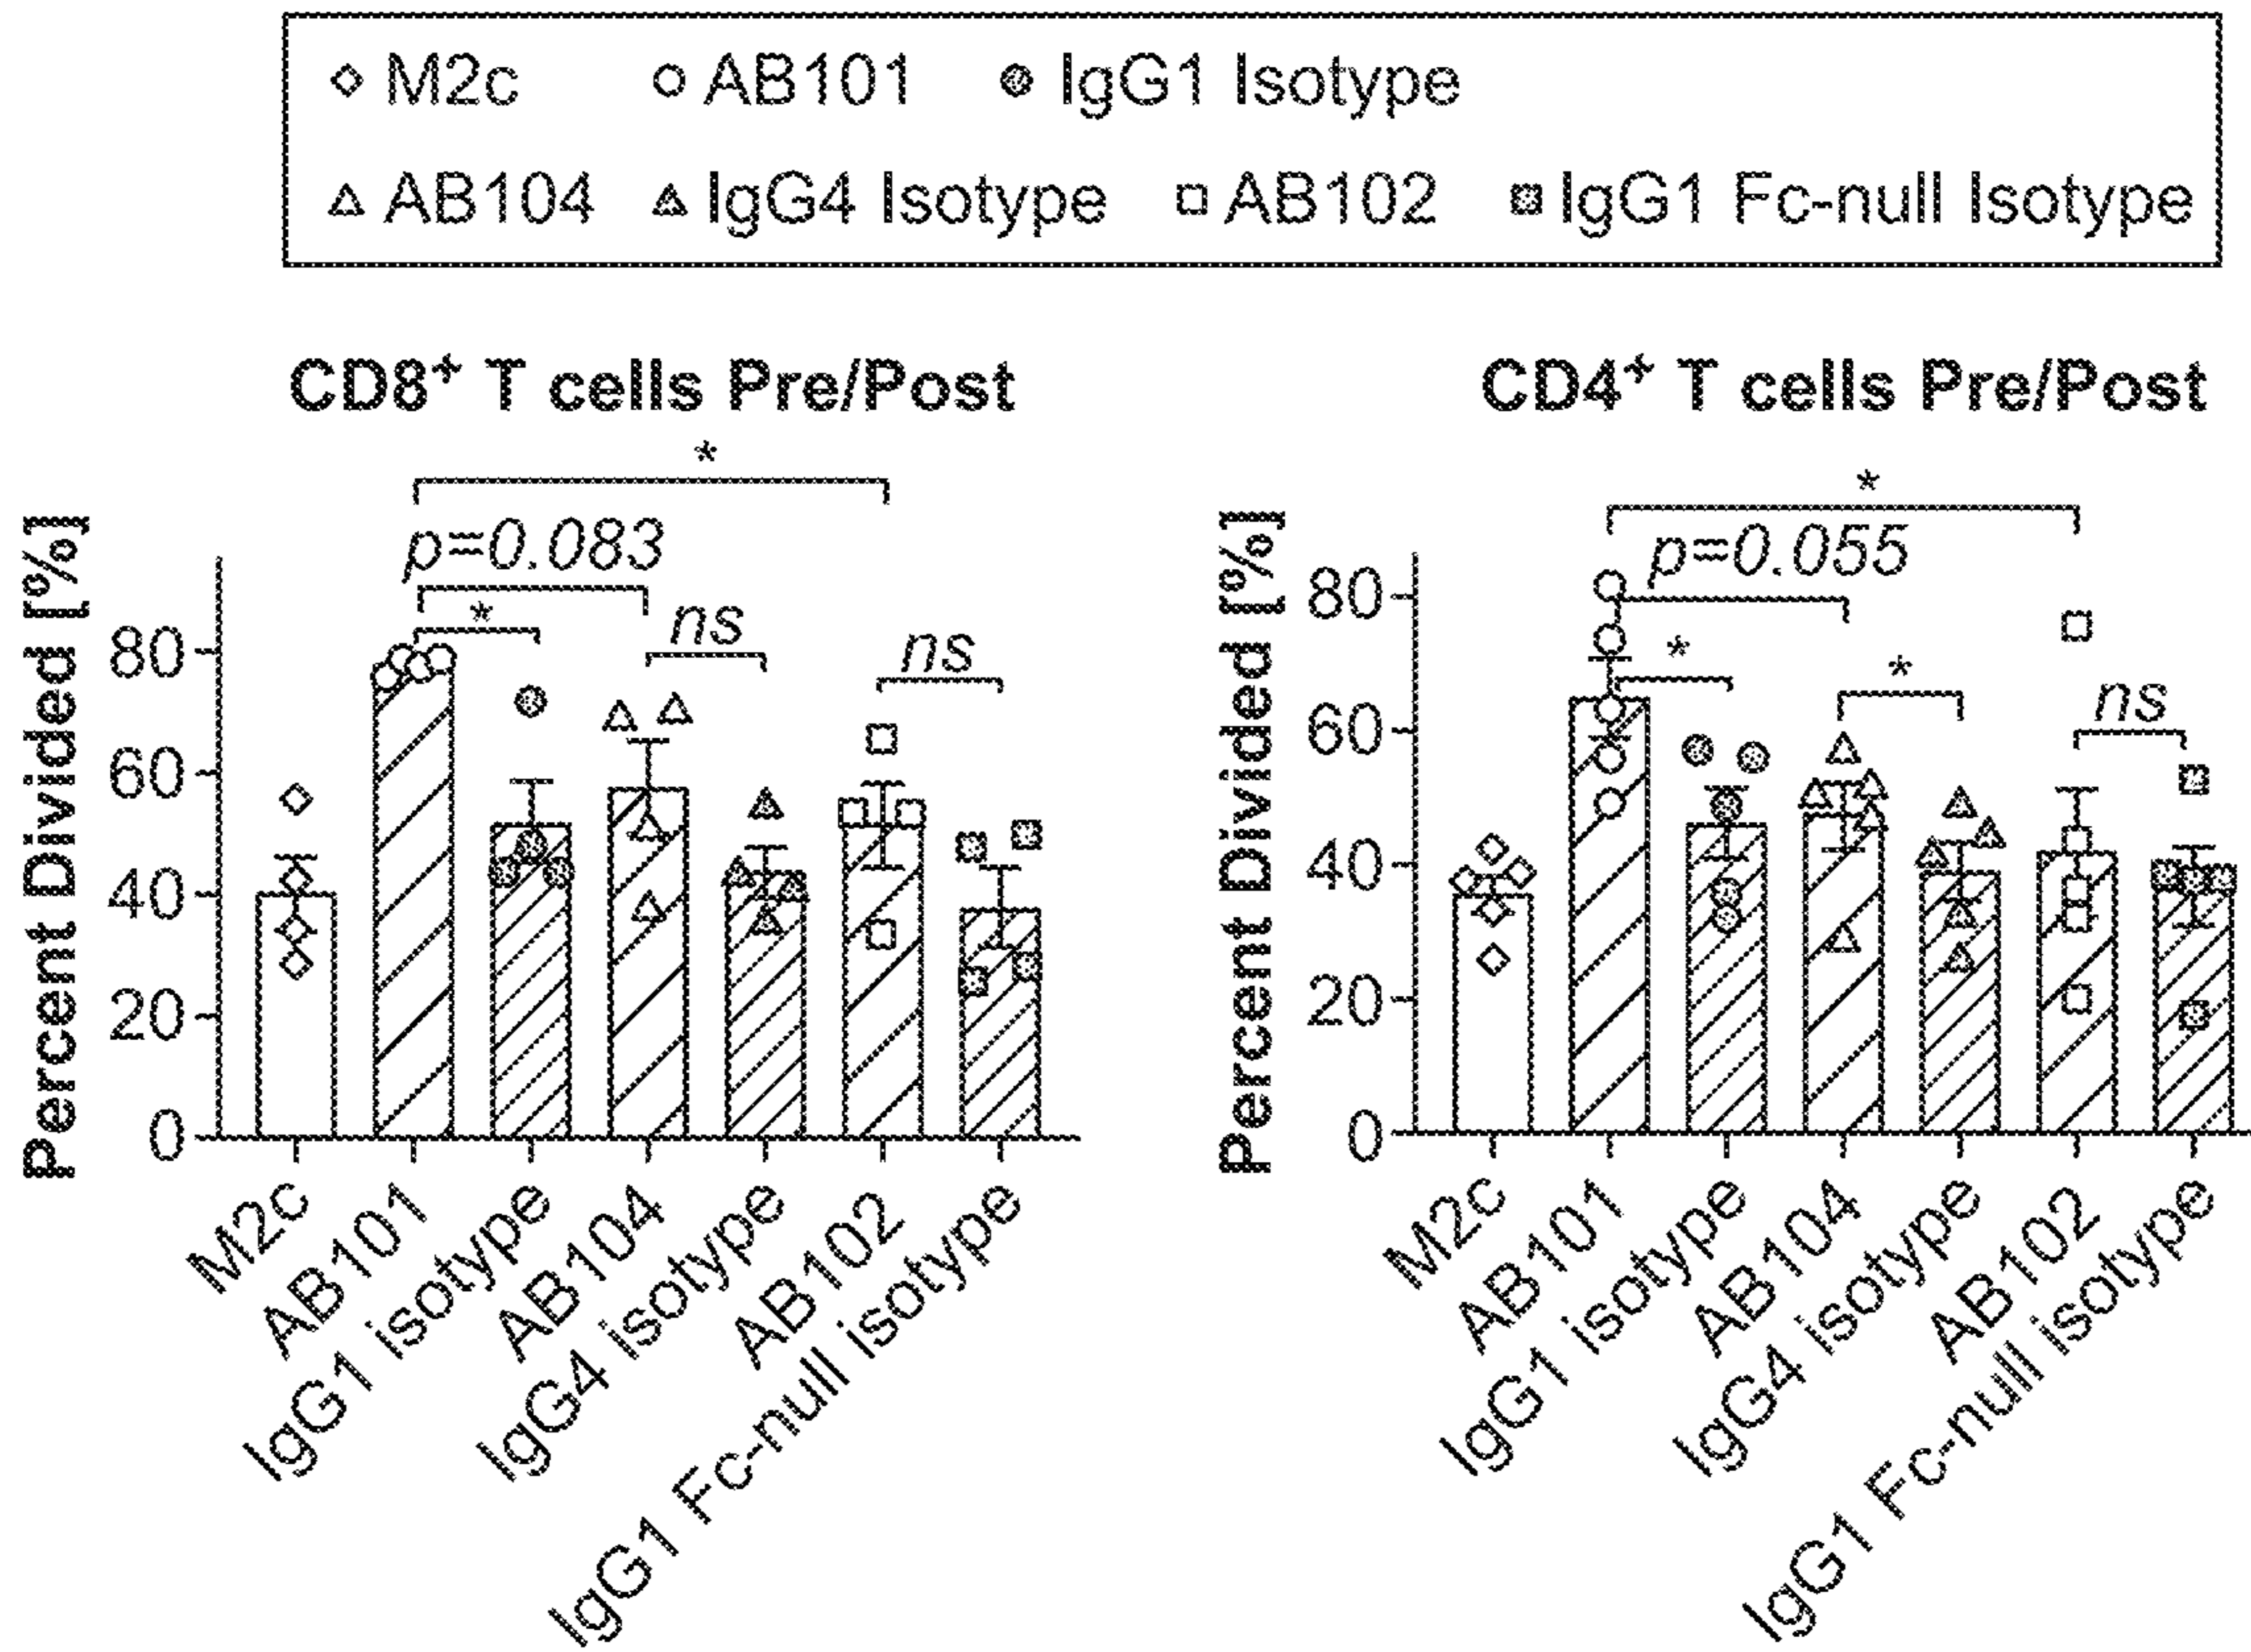 M2c AB101 IgG1 Isotype
AB104 IgG4 Isotype AB102 IgG1 Fc-null Isotype
CD8+ T cells Pre/Post
*
p=0.083
*
ns
ns
Percent Divided [%]
80
60
40
20
0
M2c
AB101
IgG1 isotype
AB104
IgG4 isotype
AB102
IgG1 Fc-null isotype
CD4+ T cells Pre/Post
*
p=0.055
*
*
ns
Percent Divided [%]
80
60
40
20
0
M2c
AB101
IgG1 isotype
AB104
IgG4 isotype
AB102
IgG1 Fc-null isotype